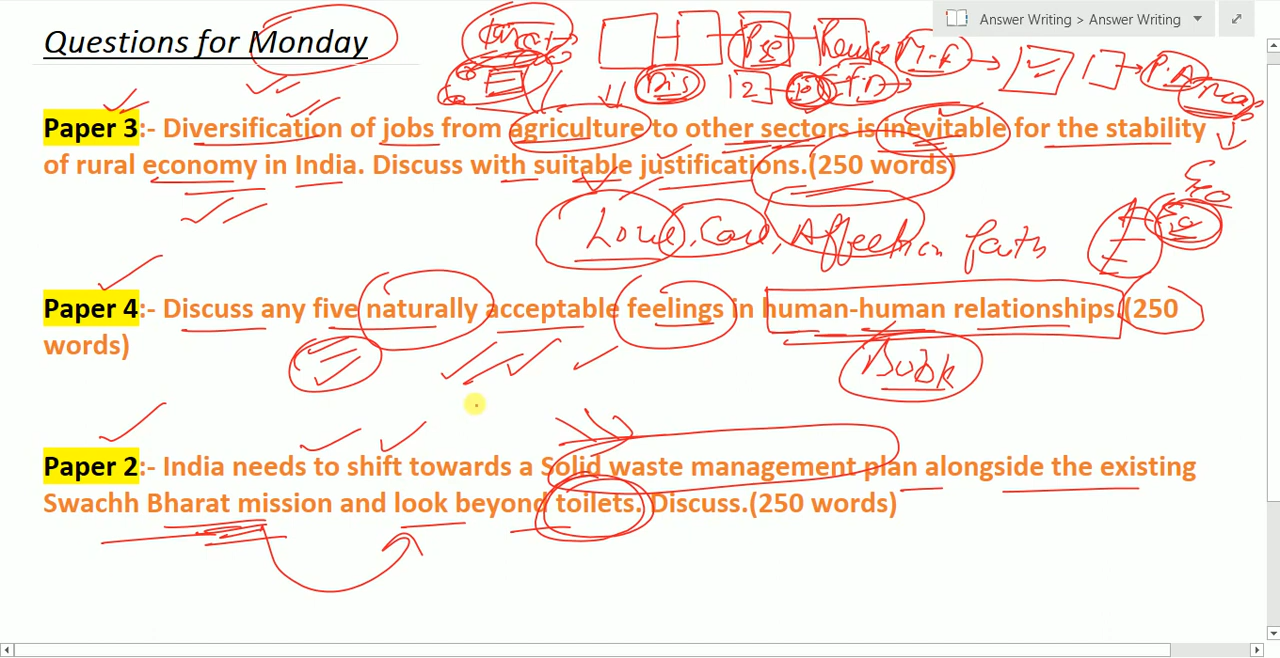 Answer Writing > Answer Writing
Questions for Monday
Revise
Paper 3:- Diversification of jobs from agriculture to other sectors is inevitable for the stability
of rural economy in India. Discuss with suitable justifications.(250 words)
Eco
Love, Care, Affection faith
Paper 4:- Discuss any five naturally acceptable feelings in human-human relationships.(250
words)
Book
Paper 2:- India needs to shift towards a Solid waste management plan alongside the existing
Swachh Bharat mission and look beyond toilets. Discuss.(250 words)